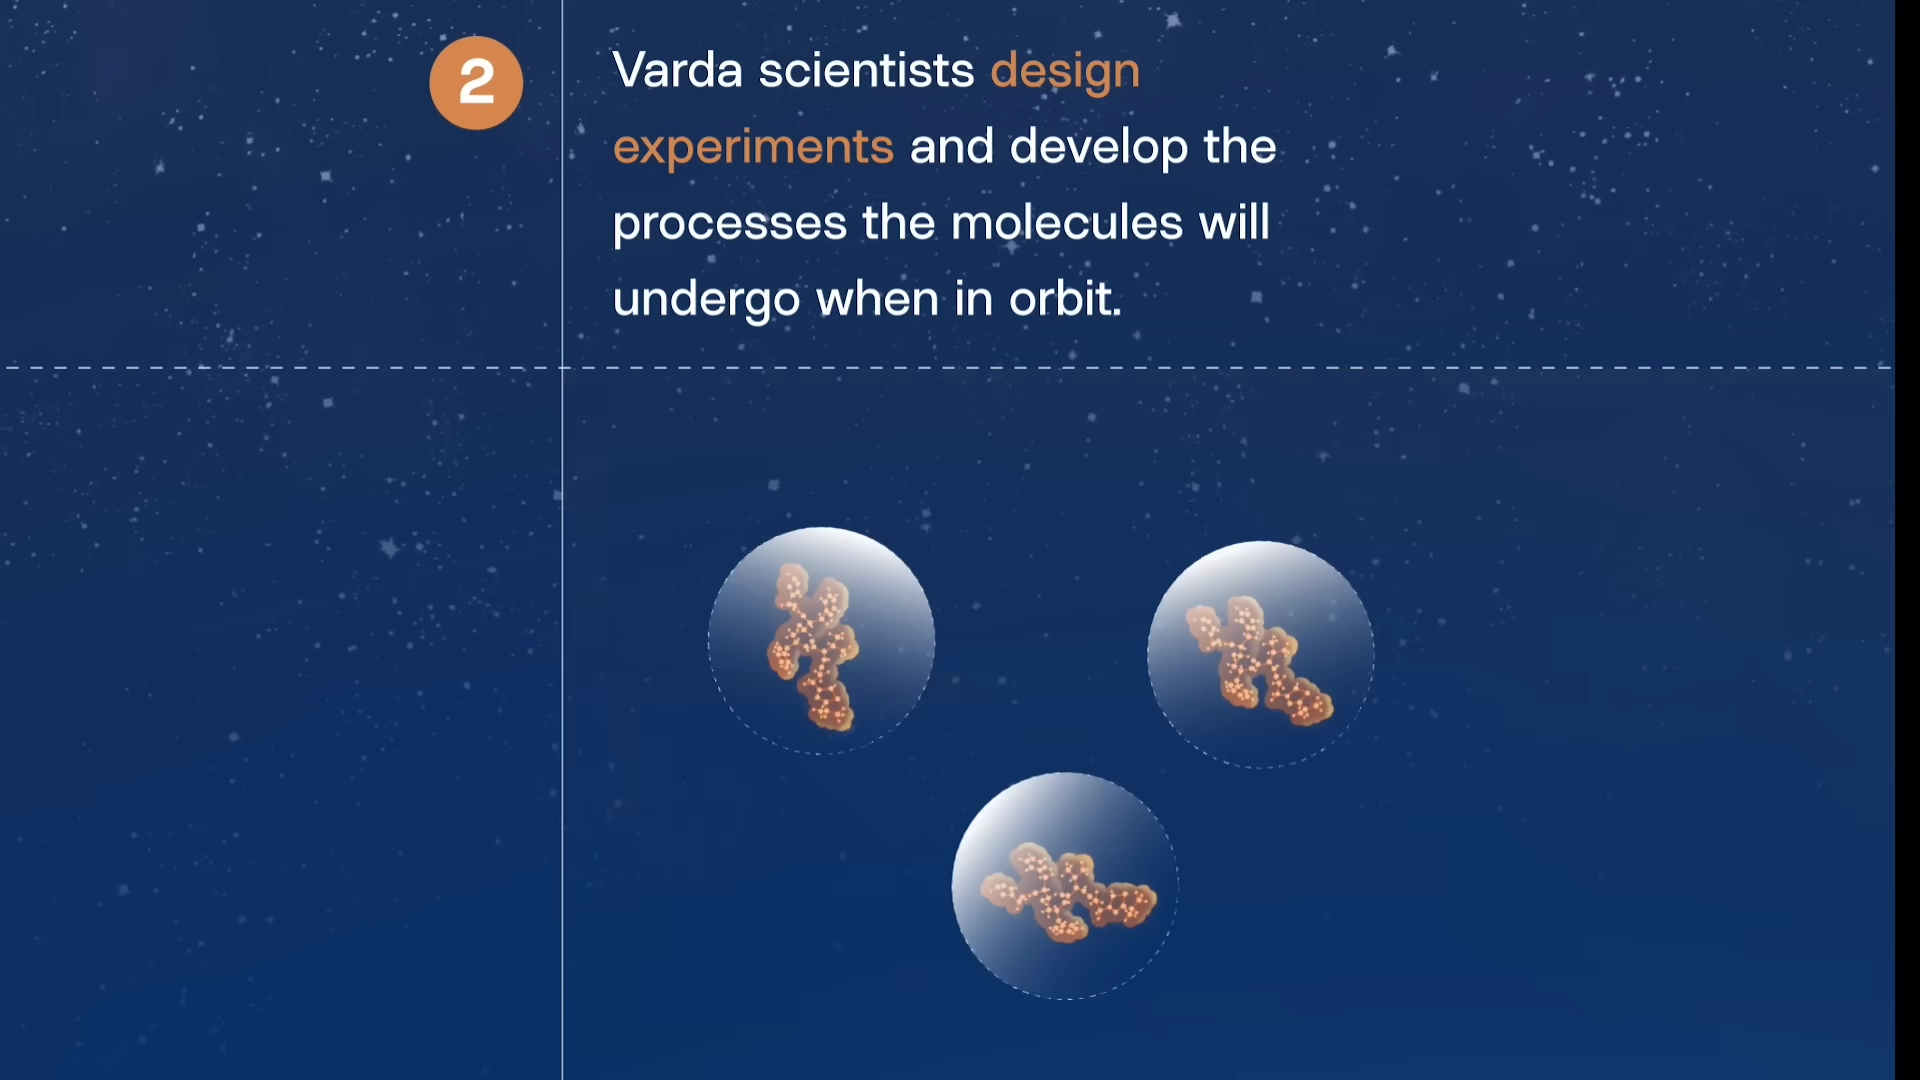 2
Varda scientists design
experiments and develop the
processes the molecules will
undergo when in orbit.